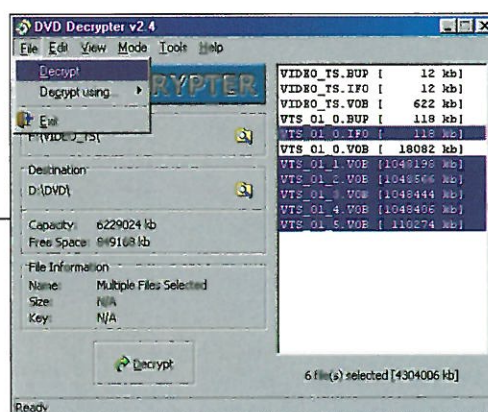 DVD Decrypter v2.4
File Edit View Mode Tools Help
Decrypt
Decrypt using...
Exit
RYPTER
F:\VIDEO_TS\
Destination
D:\DVD\
Capacity: 6229024 kb
Free Space: 849168 kb
File Information
Name: Multiple Files Selected
Size: N/A
Key: N/A
Decrypt
VIDEO_TS.BUP [ 12 kb]
VIDEO_TS.IFO [ 12 kb]
VIDEO_TS.VOB [ 622 kb]
VTS_01_0.BUP [ 118 kb]
VTS_01_0.IFO [ 118 kb]
VTS_01_0.VOB [ 18082 kb]
VTS_01_1.VOB [1048198 kb]
VTS_01_2.VOB [1048566 kb]
VTS_01_3.VOB [1048444 kb]
VTS_01_4.VOB [1048406 kb]
VTS_01_5.VOB [ 110274 kb]
6 file(s) selected [4304006 kb]
Ready